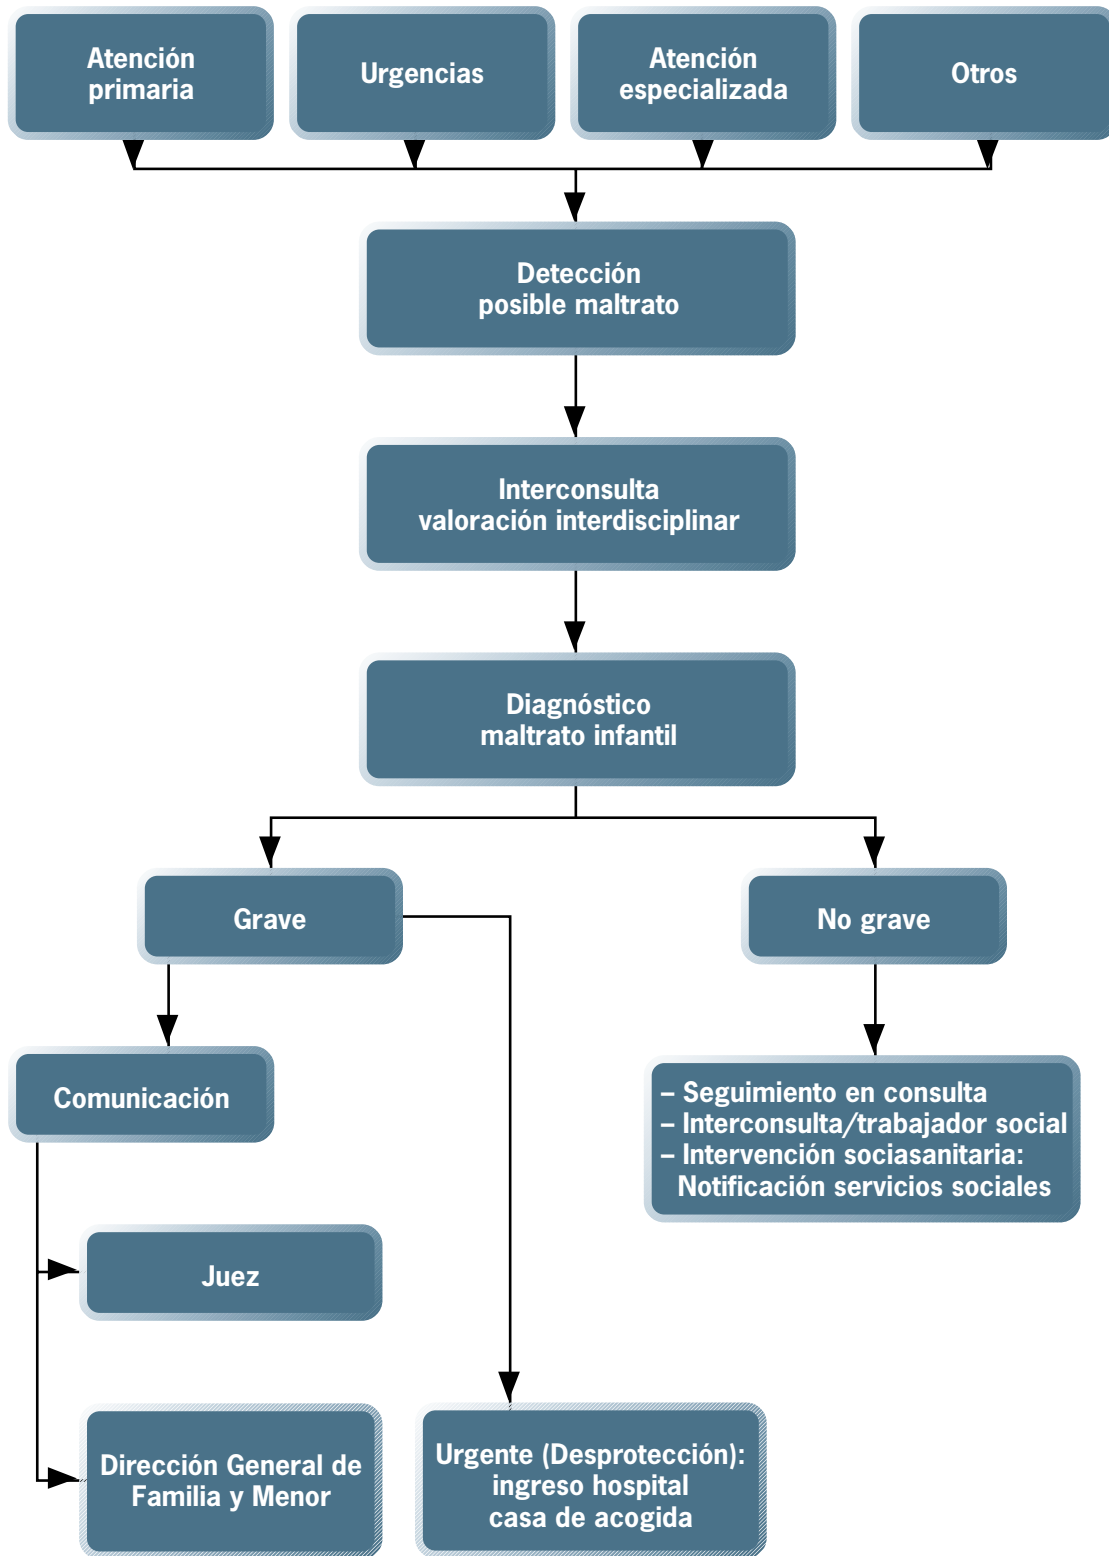 Atención
primaria
Urgencias
Atención
especializada
Otros
Detección
posible maltrato
Interconsulta
valoración interdisciplinar
Diagnóstico
maltrato infantil
Grave
No grave
Comunicación
– Seguimiento en consulta
– Interconsulta/trabajador social
– Intervención sociasanitaria:
Notificación servicios sociales
Juez
Dirección General de
Familia y Menor
Urgente (Desprotección):
ingreso hospital
casa de acogida